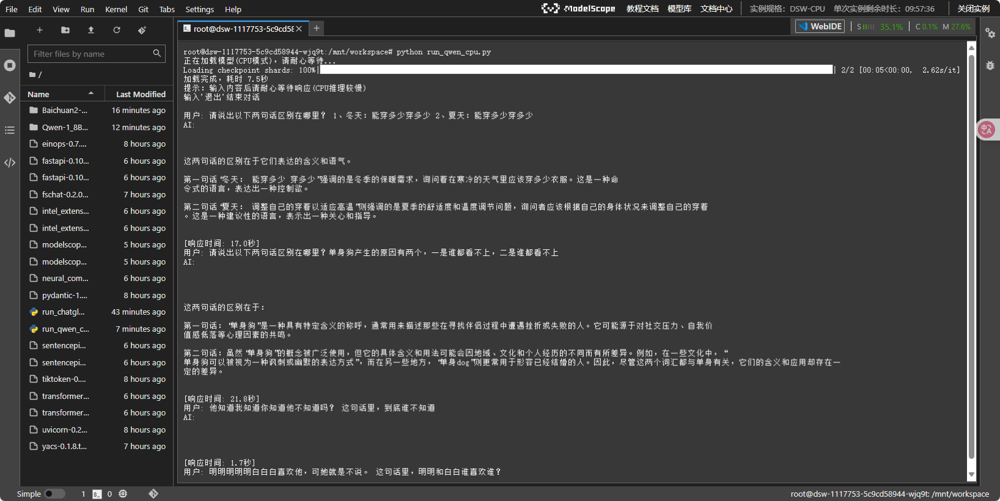 File Edit View Run Kernel Git Tabs Settings Help
ModelScope 教程文档 模型库 文档中心 实例规格： DSW-CPU 单次实例剩余时长： 09:57:36 关闭实例
root@dsw-1117753-5c9cd58
WebIDE S 35.1% C 0.1% M 27.6%
Filter files by name
/
Name Last Modified
Baichuan2-... 16 minutes ago
Qwen-1_8B... 12 minutes ago
einops-0.7.... 8 hours ago
fastapi-0.10... 6 hours ago
fastapi-0.10... 6 hours ago
fschat-0.2.0... 7 hours ago
intel_extens... 6 hours ago
intel_extens... 6 hours ago
modelscop... 5 hours ago
modelscop... 5 hours ago
neural_com... 6 hours ago
pydantic-1.... 8 hours ago
run_chatgl... 43 minutes ago
run_qwen_c... 7 minutes ago
sentencepi... 6 hours ago
sentencepi... 6 hours ago
tiktoken-0.... 8 hours ago
transformer... 6 hours ago
transformer... 6 hours ago
uvicorn-0.2... 8 hours ago
yacs-0.1.8.t... 7 hours ago
root@dsw-1117753-5c9cd58944-wjq9t:/mnt/workspace# python run_qwen_cpu.py
正在加载模型(CPU模式)，请耐心等待...
Loading checkpoint shards: 100%| | 2/2 [00:05<00:00, 2.62s/it]
加载完成，耗时 7.5秒
提示：输入内容后请耐心等待响应(CPU推理较慢)
输入'退出'结束对话
用户: 请说出以下两句话区别在哪里？ 1、冬天：能穿多少穿多少 2、夏天：能穿多少穿多少
AI:
这两句话的区别在于它们表达的含义和语气。
第一句话“冬天： 能穿多少 穿多少”强调的是冬季的保暖需求，询问着在寒冷的天气里应该穿多少衣服。这是一种命
令式的语言，表达出一种控制欲。
第二句话“夏天： 调整自己的穿着以适应高温”则强调的是夏季的舒适度和温度调节问题，询问者应该根据自己的身体状况来调整自己的穿着
。这是一种建议性的语言，表示出一种关心和指导。
[响应时间: 17.0秒]
用户: 请说出以下两句话区别在哪里？单身狗产生的原因有两个，一是谁都看不上，二是谁都看不上
AI:
这两句话的区别在于：
第一句话：“单身狗”是一种具有特定含义的称呼，通常用来描述那些在寻找伴侣过程中遭遇挫折或失败的人。它可能源于对社交压力、自我价
值感低落等心理因素的共鸣。
第二句话：虽然“单身狗”的概念被广泛使用，但它的具体含义和用法可能会因地域、文化和个人经历的不同而有所差异。例如，在一些文化中，“
单身狗可以被视为一种讽刺或幽默的表达方式”，而在另一些地方，“单身dog”则更常用于形容已经结婚的人。因此，尽管这两个词汇都与单身有关，它们的含义和应用却存在一
定的差异。
[响应时间: 21.8秒]
用户: 他知道我知道你知道他不知道吗？ 这句话里，到底谁不知道
AI:
[响应时间: 1.7秒]
用户: 明明明明明白白白喜欢他，可她就是不说。 这句话里，明明和白白谁喜欢谁？
Simple 1 0 root@dsw-1117753-5c9cd58944-wjq9t: /mnt/workspace